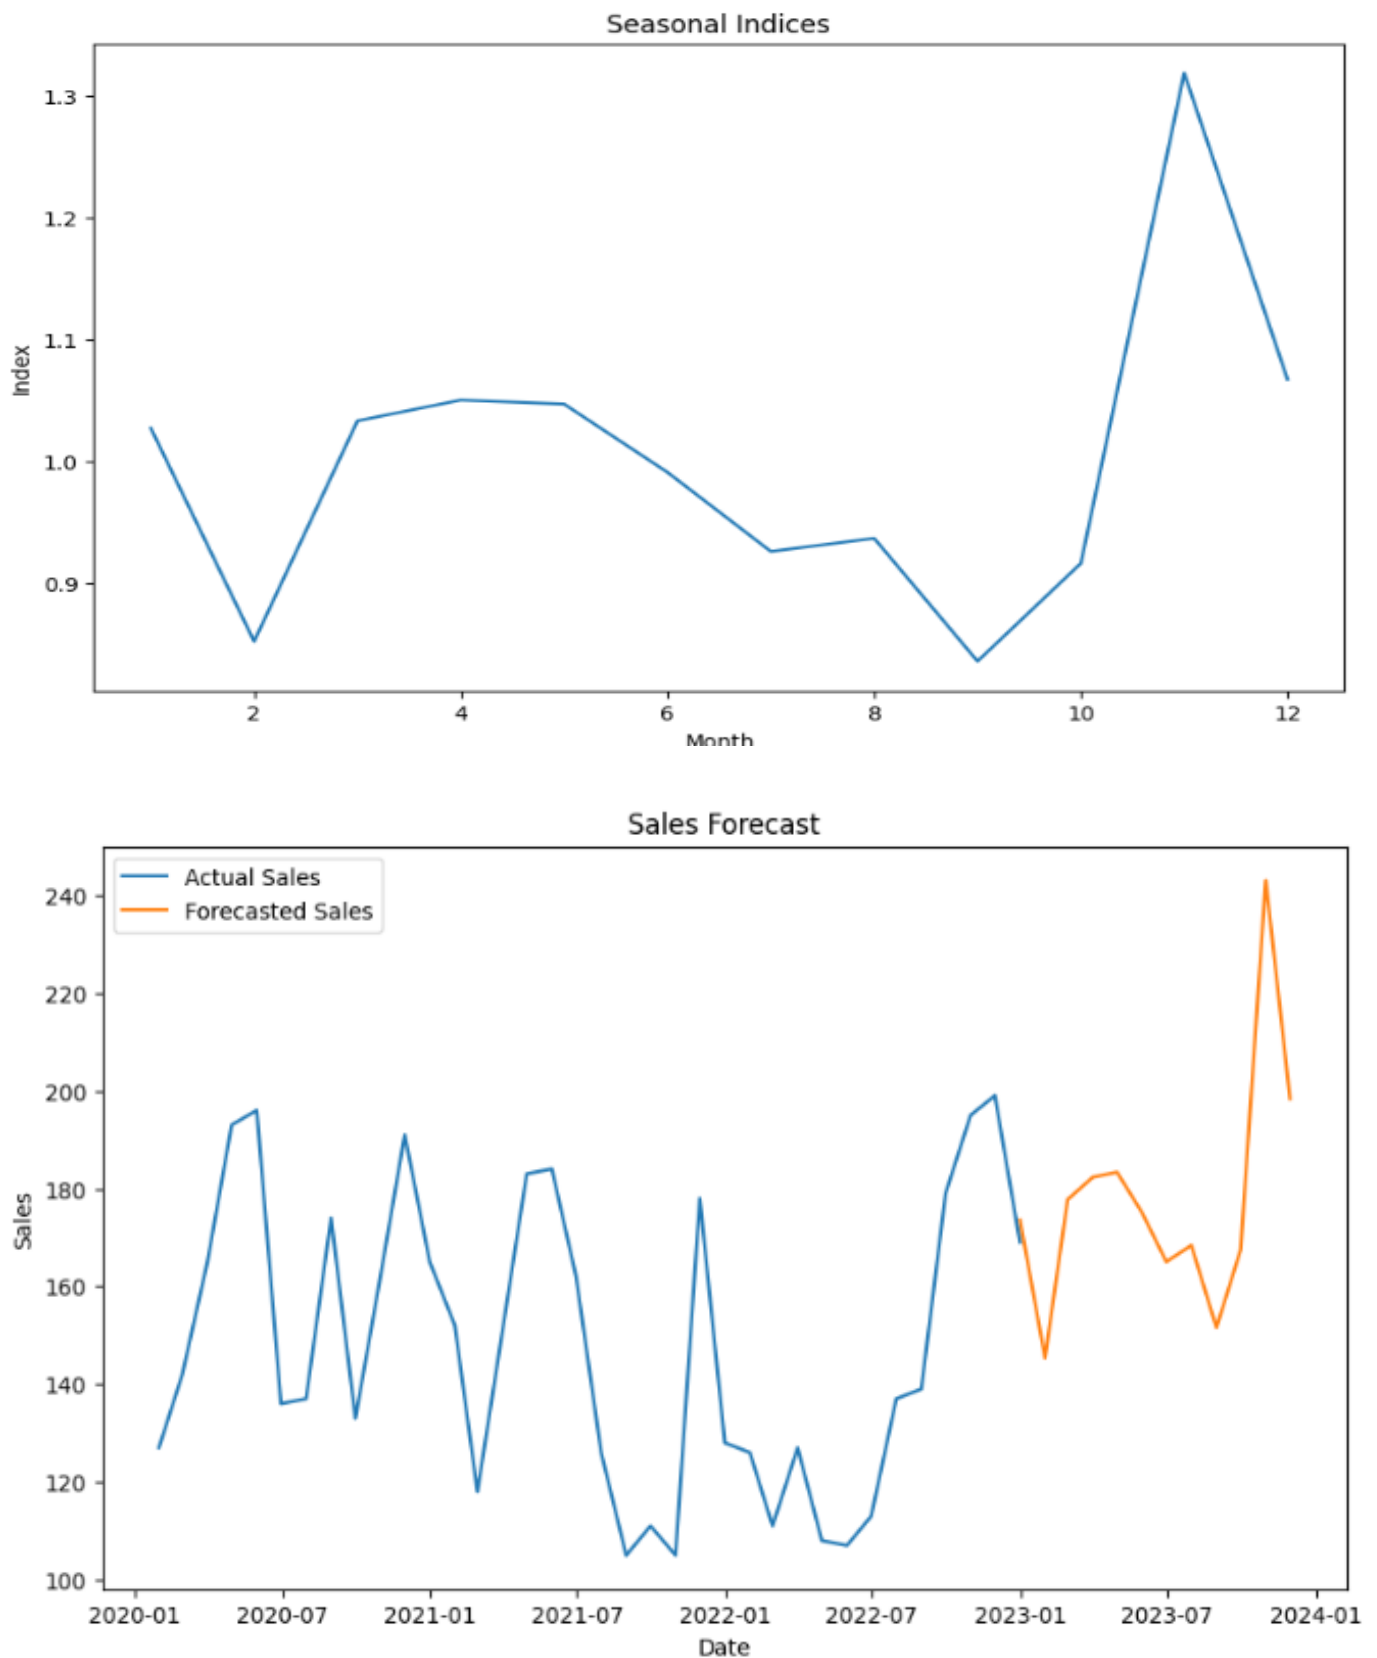 Seasonal Indices
1.3
1.2
1.1
1.0
0.9
Index
2 4 6 8 10 12
Month
Sales Forecast
Actual Sales
Forecasted Sales
240
220
200
180
160
140
120
100
Sales
2020-01 2020-07 2021-01 2021-07 2022-01 2022-07 2023-01 2023-07 2024-01
Date